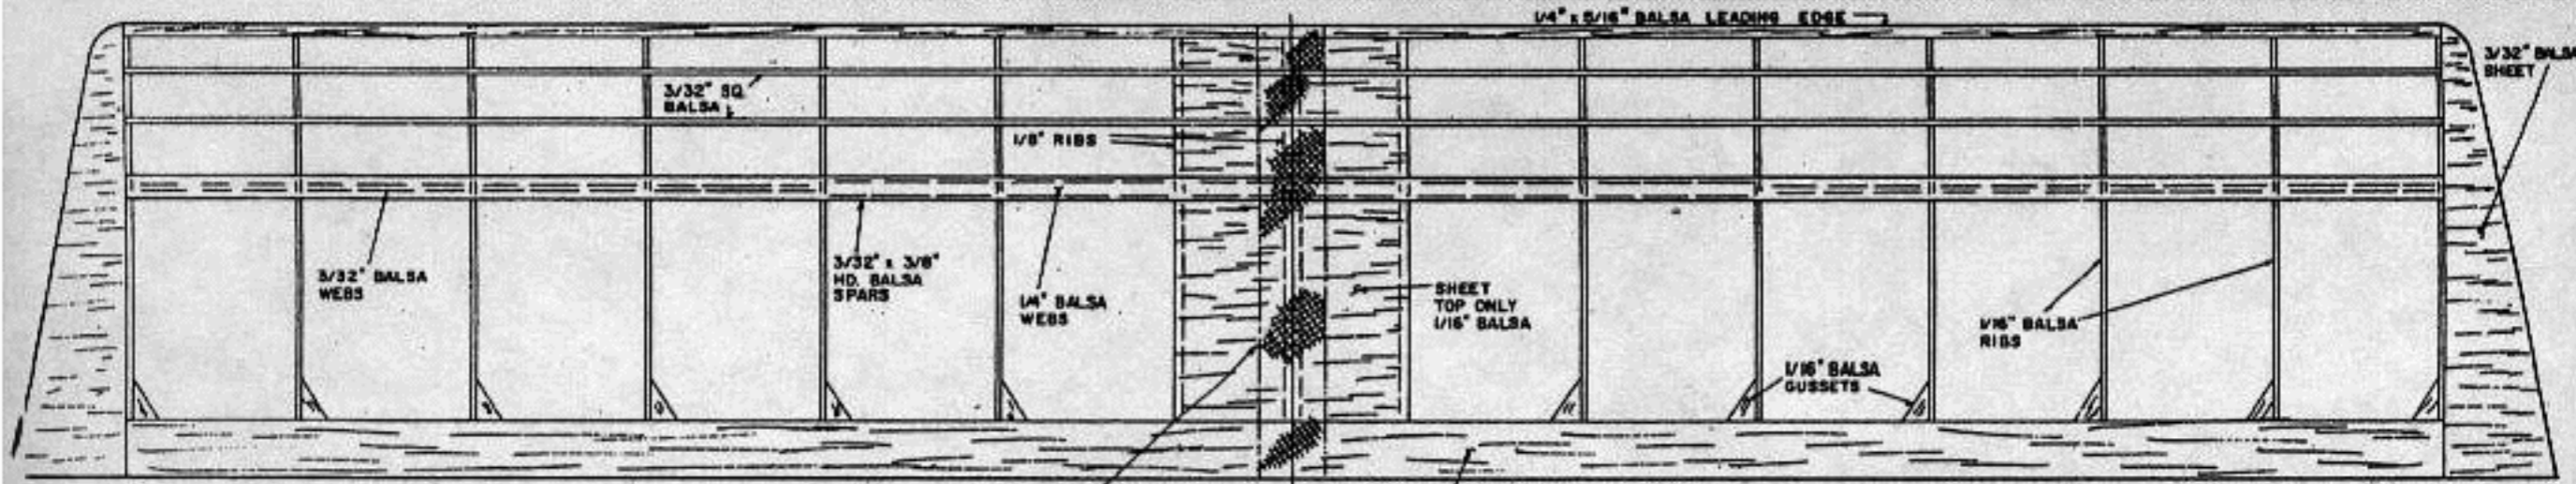 1/4" x 5/16" BALSA LEADING EDGE
3/32" BALSA
SHEET
3/32" SQ.
BALSA
1/8" RIBS
3/32" BALSA
WEBS
3/32" x 3/8"
HD. BALSA
SPARS
1/4" BALSA
WEBS
SHEET
TOP ONLY
1/16" BALSA
1/16" BALSA
RIBS
1/16" BALSA
GUSSETS